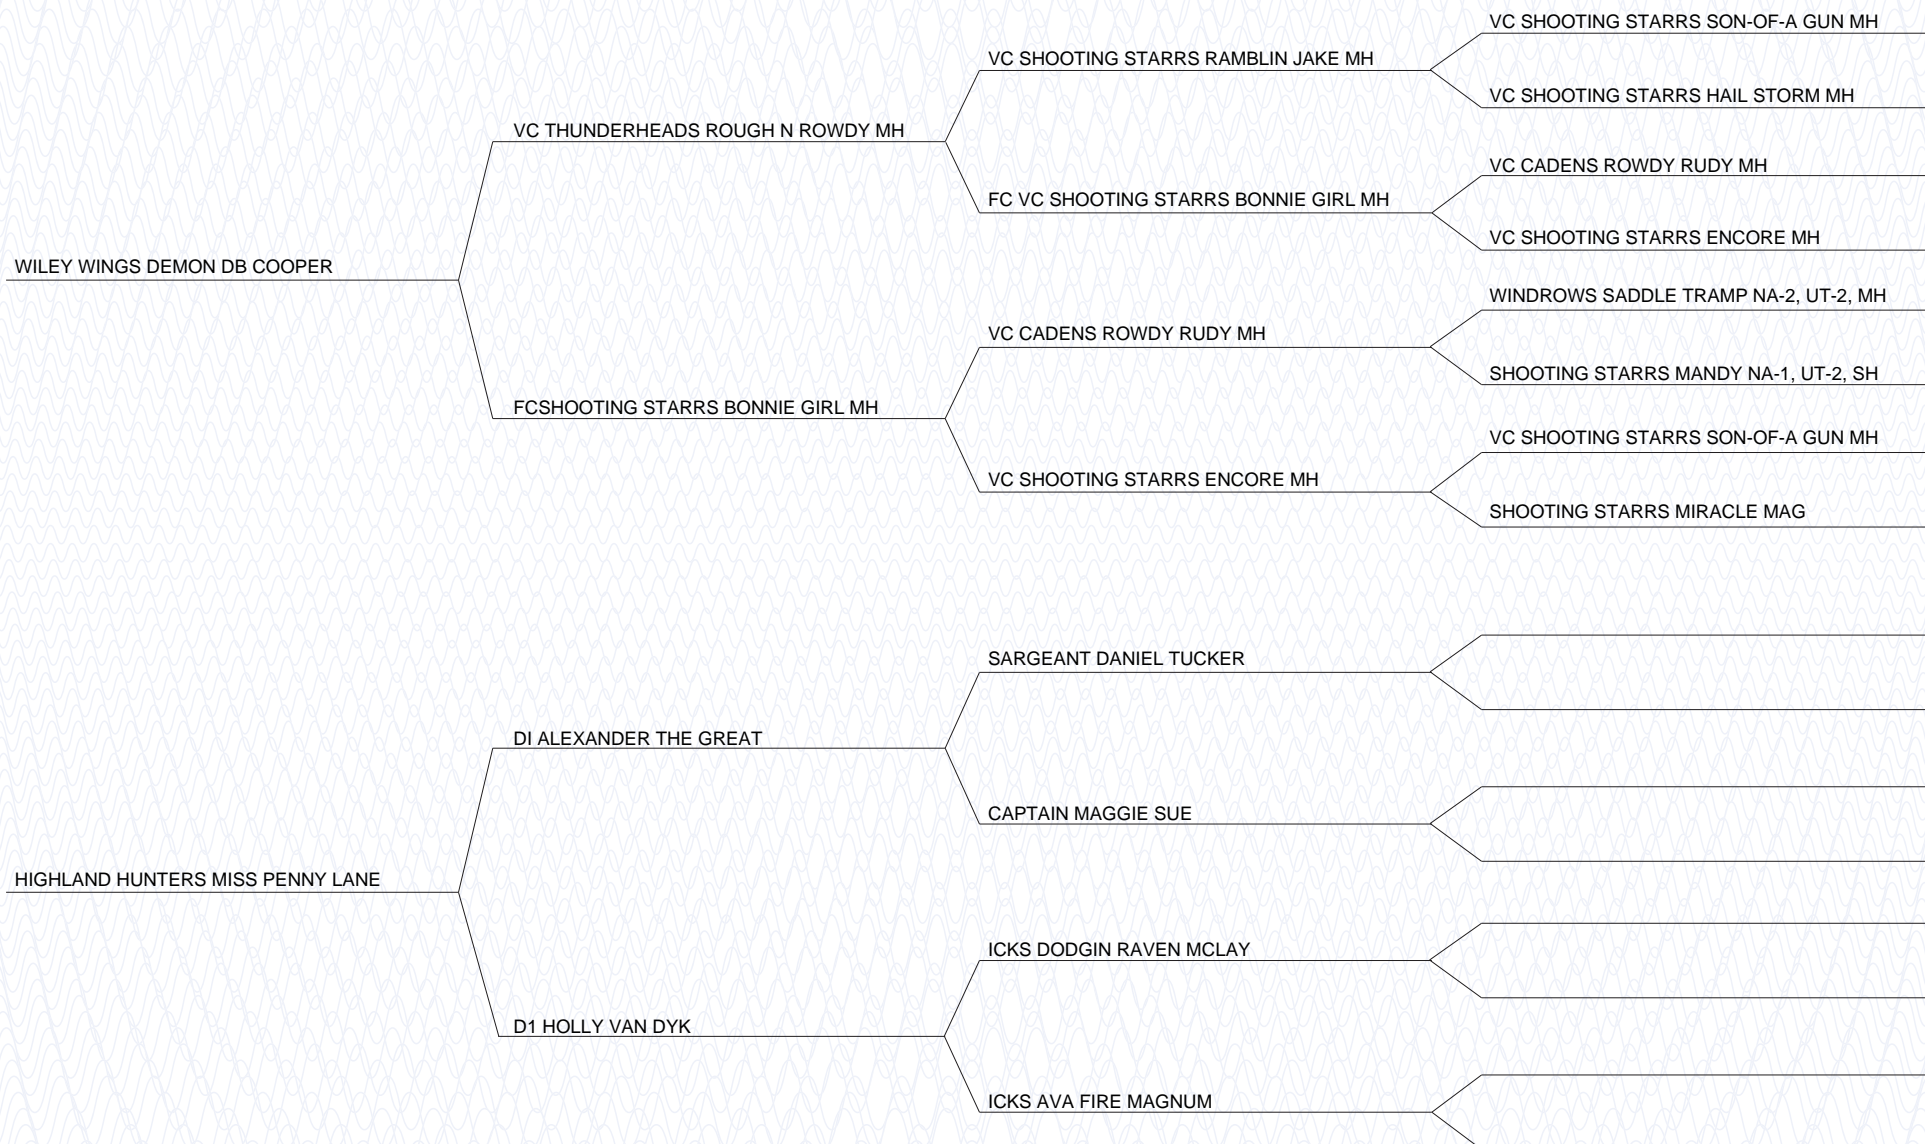 VC SHOOTING STARRS SON-OF-A GUN MH
VC SHOOTING STARRS RAMBLIN JAKE MH
VC SHOOTING STARRS HAIL STORM MH
VC THUNDERHEADS ROUGH N ROWDY MH
VC CADENS ROWDY RUDY MH
FC VC SHOOTING STARRS BONNIE GIRL MH
VC SHOOTING STARRS ENCORE MH
WILEY WINGS DEMON DB COOPER
WINDROWS SADDLE TRAMP NA-2, UT-2, MH
VC CADENS ROWDY RUDY MH
SHOOTING STARRS MANDY NA-1, UT-2, SH
FCSHOOTING STARRS BONNIE GIRL MH
VC SHOOTING STARRS SON-OF-A GUN MH
VC SHOOTING STARRS ENCORE MH
SHOOTING STARRS MIRACLE MAG
SARGEANT DANIEL TUCKER
DI ALEXANDER THE GREAT
CAPTAIN MAGGIE SUE
HIGHLAND HUNTERS MISS PENNY LANE
ICKS DODGIN RAVEN MCLAY
D1 HOLLY VAN DYK
ICKS AVA FIRE MAGNUM